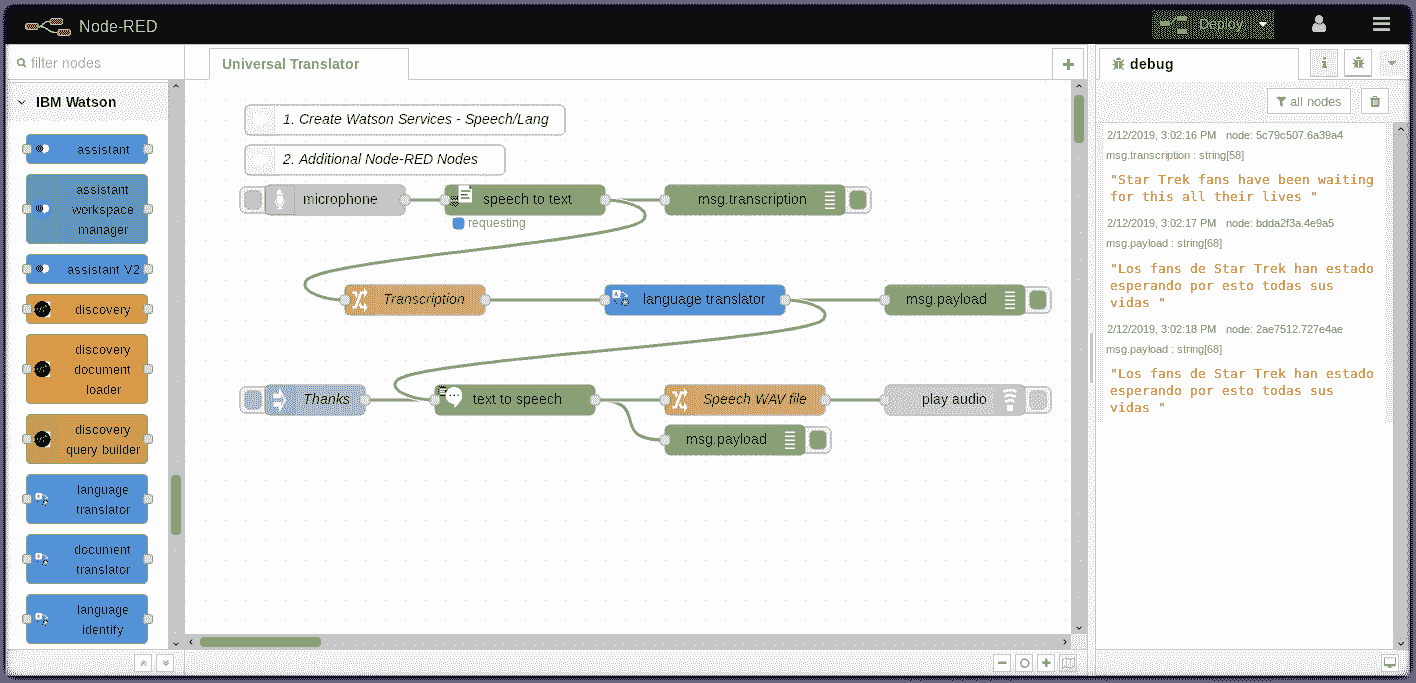 Node-RED
Deploy
filter nodes
IBM Watson
assistant
assistant
workspace
manager
assistant V2
discovery
discovery
document
loader
discovery
query builder
language
translator
document
translator
language
identify
Universal Translator
1. Create Watson Services - Speech/Lang
2. Additional Node-RED Nodes
microphone
speech to text
requesting
msg.transcription
Transcription
language translator
msg.payload
Thanks
text to speech
Speech WAV file
play audio
msg.payload
debug
i
all nodes
2/12/2019, 3:02:16 PM node: 5c79c507.6a39a4
msg.transcription : string[58]
"Star Trek fans have been waiting
for this all their lives "
2/12/2019, 3:02:17 PM node: bdda2f3a.4e9a5
msg.payload : string[68]
"Los fans de Star Trek han estado
esperando por esto todas sus
vidas "
2/12/2019, 3:02:18 PM node: 2ae7512.727e4ae
msg.payload : string[68]
"Los fans de Star Trek han estado
esperando por esto todas sus
vidas "